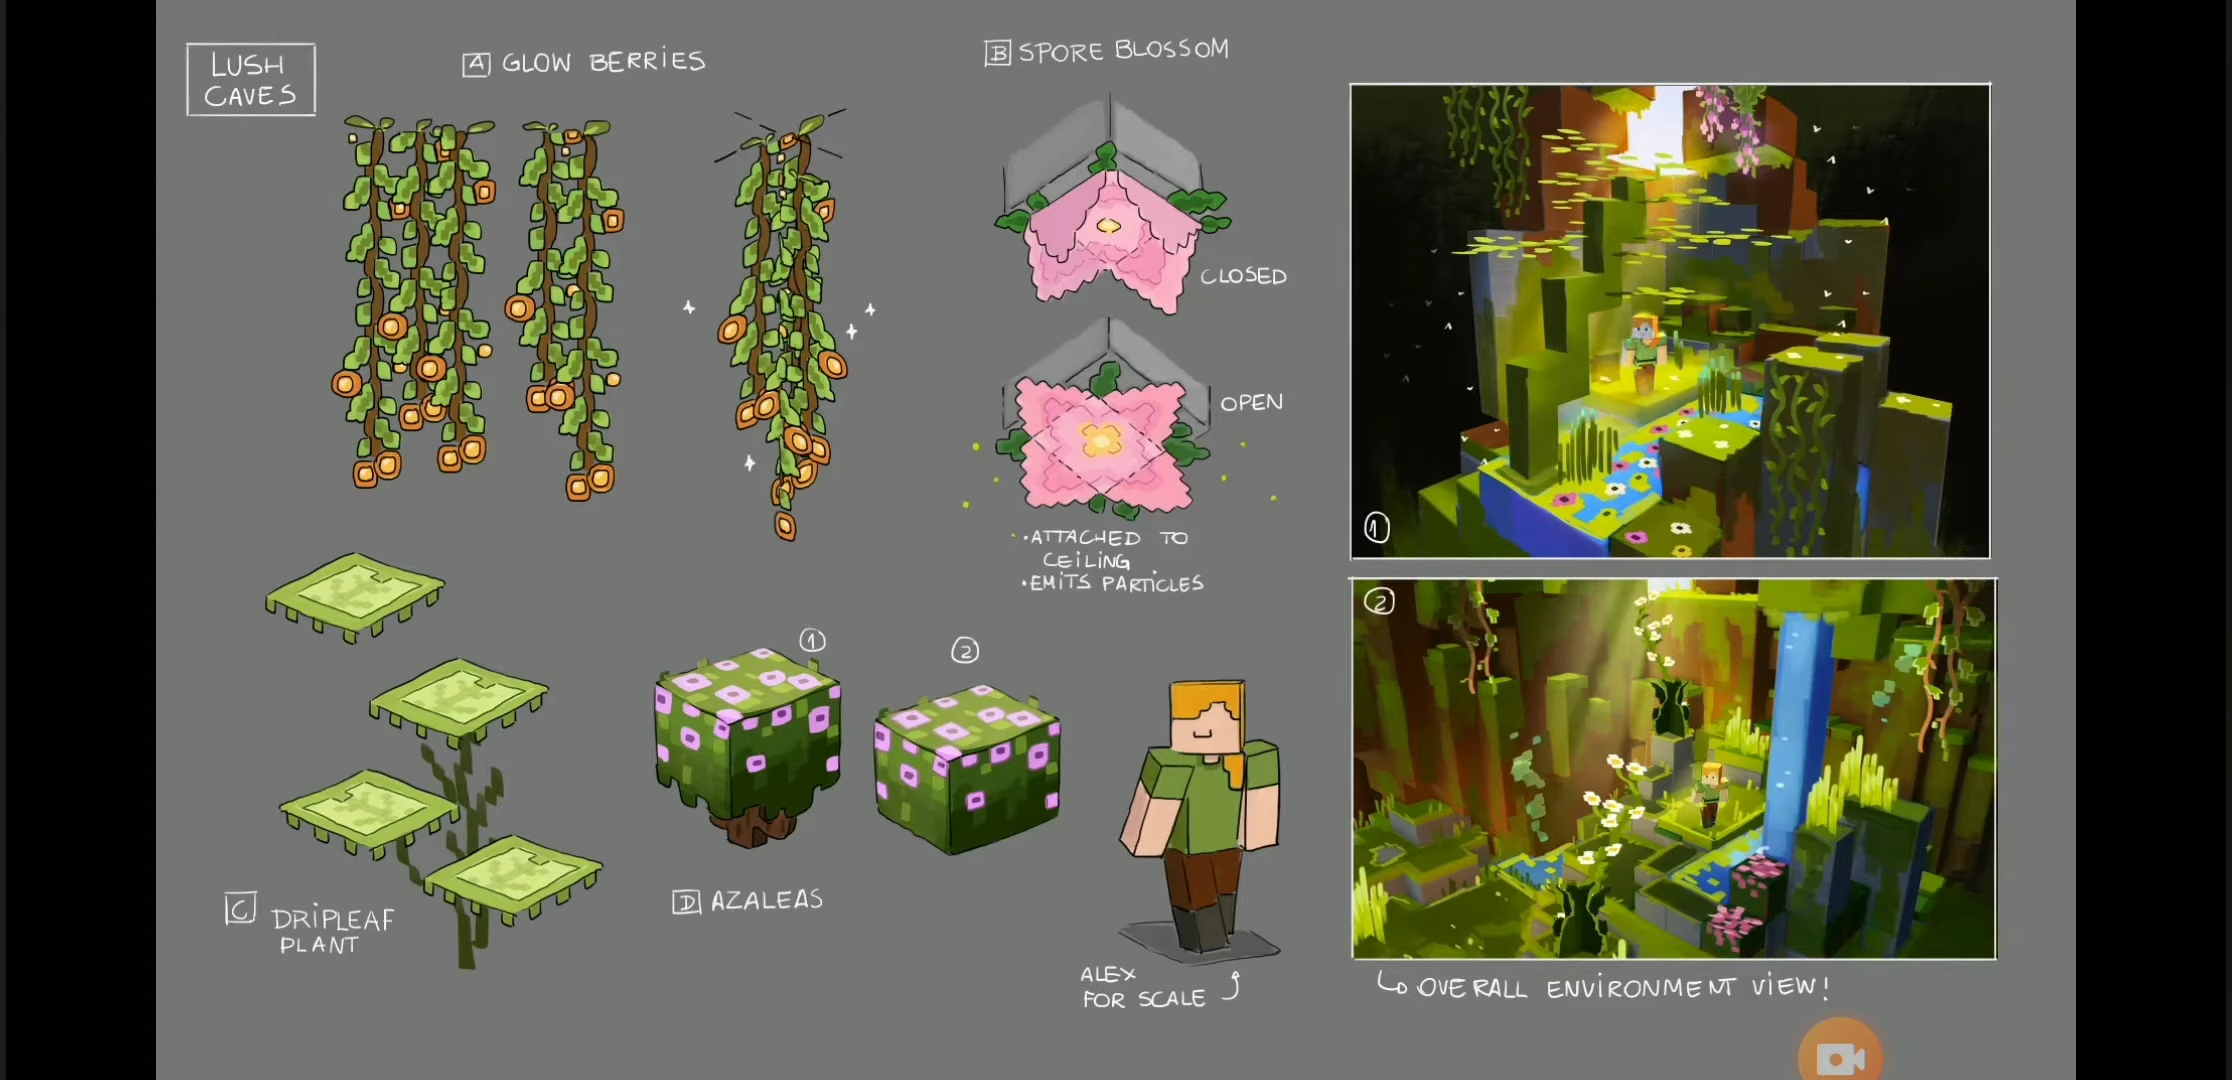 LUSH
CAVES
A GLOW BERRIES
B SPORE BLOSSOM
CLOSED
OPEN
• ATTACHED TO
CEILING
• EMITS PARTICLES
1
2
C DRIPLEAF
PLANT
1
2
D AZALEAS
ALEX
FOR SCALE
OVERALL ENVIRONMENT VIEW!